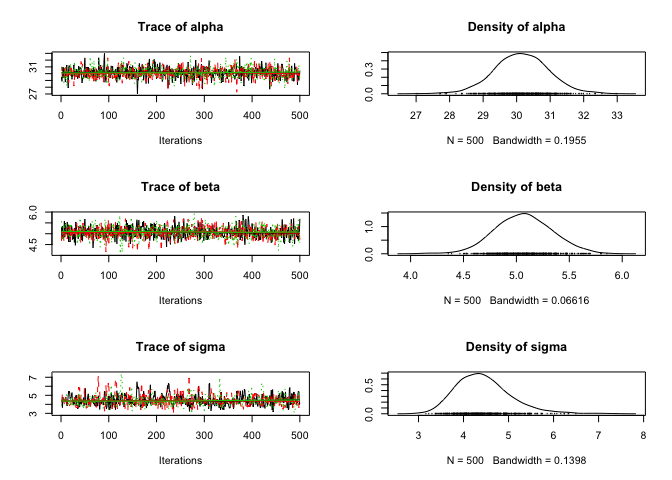 Trace of alpha
31
27
0 100 200 300 400 500
Iterations
Density of alpha
0.3
0.0
27 28 29 30 31 32 33
N = 500 Bandwidth = 0.1955
Trace of beta
6.0
4.5
0 100 200 300 400 500
Iterations
Density of beta
1.0
0.0
4.0 4.5 5.0 5.5 6.0
N = 500 Bandwidth = 0.06616
Trace of sigma
7
5
3
0 100 200 300 400 500
Iterations
Density of sigma
0.5
0.0
3 4 5 6 7 8
N = 500 Bandwidth = 0.1398